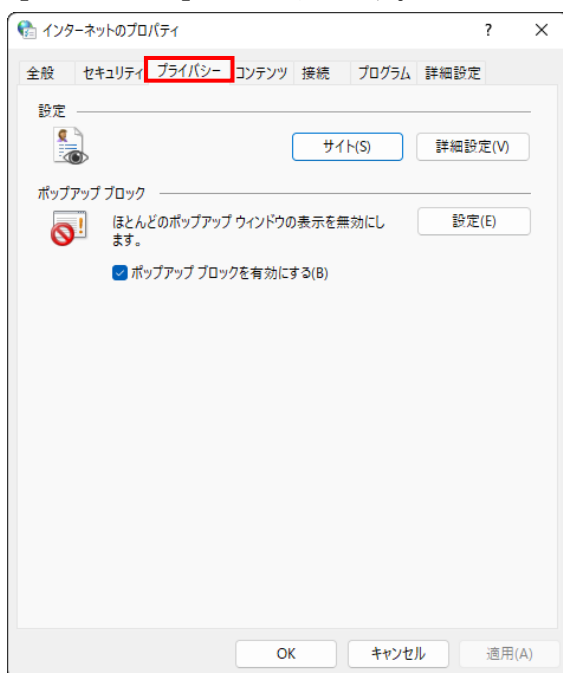 インターネットのプロパティ ? ×
全般 セキュリティ プライバシー コンテンツ 接続 プログラム 詳細設定
設定
サイト(S) 詳細設定(V)
ポップアップ ブロック
ほとんどのポップアップ ウィンドウの表示を無効にし 設定(E)
ます。
ポップアップ ブロックを有効にする(B)
OK キャンセル 適用(A)